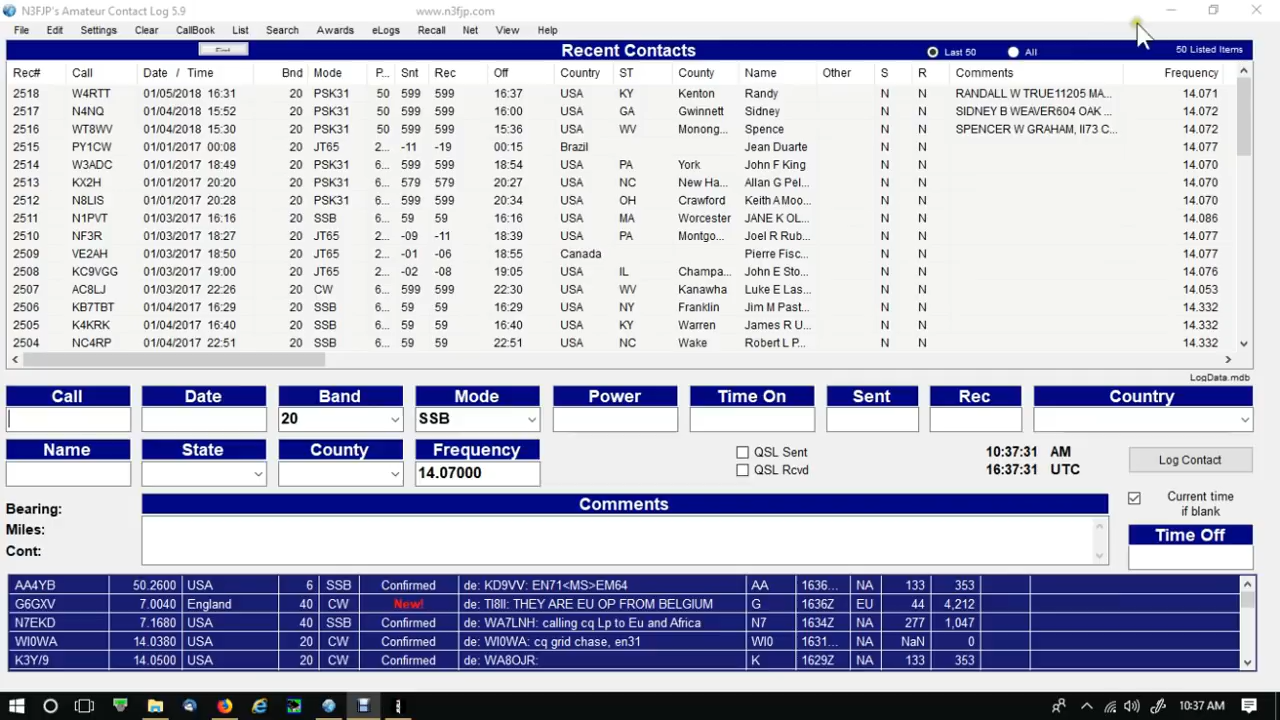 N3FJP's Amateur Contact Log 5.9 www.n3fjp.com
File Edit Settings Clear CallBook List Search Awards eLogs Recall Net View Help
Recent Contacts Last 50 All 50 Listed Items
Rec# Call Date / Time Bnd Mode P... Snt Rec Off Country ST County Name Other S R Comments Frequency
2518 W4RTT 01/05/2018 16:31 20 PSK31 50 599 599 16:37 USA KY Kenton Randy N N RANDALL W TRUE11205 MA... 14.071
2517 N4NQ 01/04/2018 15:52 20 PSK31 50 599 599 16:00 USA GA Gwinnett Sidney N N SIDNEY B WEAVER604 OAK ... 14.072
2516 WT8WV 01/04/2018 15:30 20 PSK31 50 599 599 15:36 USA WV Monong... Spence N N SPENCER W GRAHAM, II73 C... 14.072
2515 PY1CW 01/01/2017 00:08 20 JT65 2... -11 -19 00:15 Brazil Jean Duarte N N 14.077
2514 W3ADC 01/01/2017 18:49 20 PSK31 6... 599 599 18:54 USA PA York John F King N N 14.070
2513 KX2H 01/01/2017 20:20 20 PSK31 6... 579 579 20:27 USA NC New Ha... Allan G Pel... N N 14.070
2512 N8LIS 01/01/2017 20:28 20 PSK31 6... 599 599 20:34 USA OH Crawford Keith A Moo... N N 14.070
2511 N1PVT 01/03/2017 16:16 20 SSB 6... 59 59 16:16 USA MA Worcester JANE K OL... N N 14.086
2510 NF3R 01/03/2017 18:27 20 JT65 2... -09 -11 18:39 USA PA Montgo... Joel R Rub... N N 14.077
2509 VE2AH 01/03/2017 18:50 20 JT65 2... -01 -06 18:55 Canada Pierre Fisc... N N 14.077
2508 KC9VGG 01/03/2017 19:00 20 JT65 2... -02 -08 19:05 USA IL Champa... John E Sto... N N 14.076
2507 AC8LJ 01/03/2017 22:26 20 CW 6... 599 599 22:30 USA WV Kanawha Luke E Las... N N 14.053
2506 KB7TBT 01/04/2017 16:29 20 SSB 6... 59 59 16:29 USA NY Franklin Jim M Past... N N 14.332
2505 K4KRK 01/04/2017 16:40 20 SSB 6... 59 59 16:40 USA KY Warren James R U... N N 14.332
2504 NC4RP 01/04/2017 22:51 20 SSB 6... 59 59 22:51 USA NC Wake Robert L P... N N 14.332
LogData.mdb
Call Date Band Mode Power Time On Sent Rec Country
20 SSB
Name State County Frequency QSL Sent 10:37:31 AM Log Contact
14.07000 QSL Rcvd 16:37:31 UTC
Bearing: Comments Current time
if blank
Miles:
Time Off
Cont:
AA4YB 50.2600 USA 6 SSB Confirmed de: KD9VV: EN71<MS>EM64 AA 1636... NA 133 353
G6GXV 7.0040 England 40 CW New! de: TI8II: THEY ARE EU OP FROM BELGIUM G 1636Z EU 44 4,212
N7EKD 7.1680 USA 40 SSB Confirmed de: WA7LNH: calling cq Lp to Eu and Africa N7 1634Z NA 277 1,047
WI0WA 14.0380 USA 20 CW Confirmed de: WI0WA: cq grid chase, en31 WI0 1631... NA NaN 0
K3Y/9 14.0500 USA 20 CW Confirmed de: WA8OJR: K 1629Z NA 133 353
10:37 AM